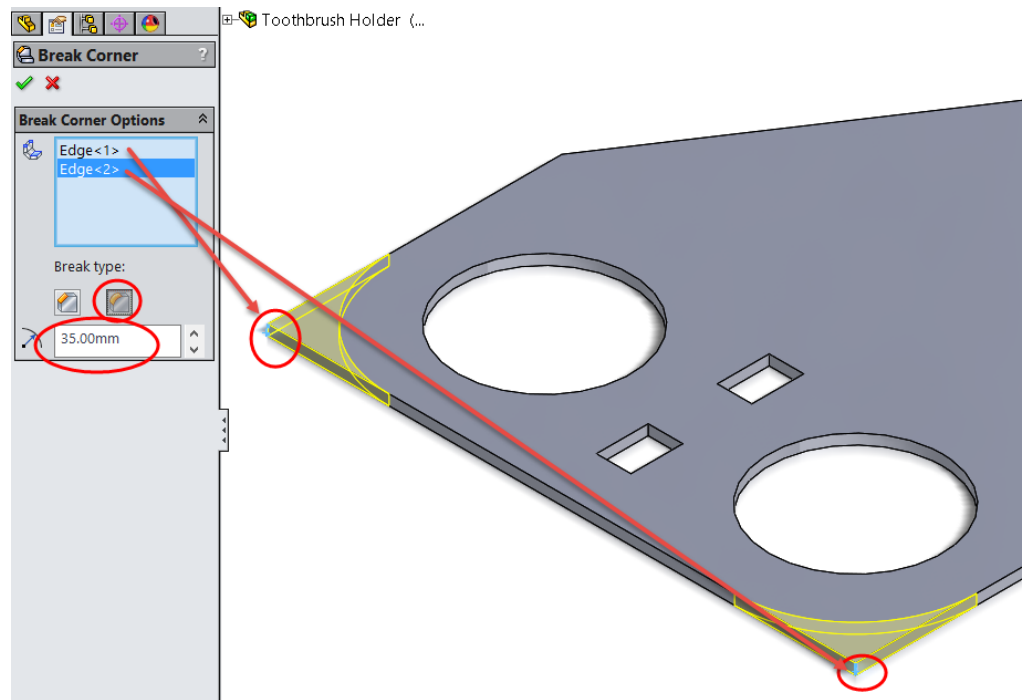 Toothbrush Holder (...
Break Corner ?
Break Corner Options
Edge<1>
Edge<2>
Break type:
35.00mm